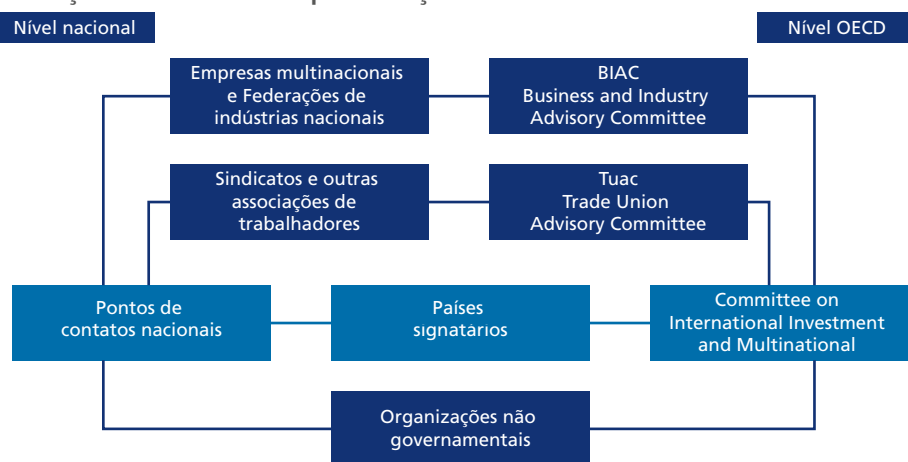 Nível nacional
Nível OECD
Empresas multinacionais
e Federações de
indústrias nacionais
BIAC
Business and Industry
Advisory Committee
Sindicatos e outras
associações de
trabalhadores
Tuac
Trade Union
Advisory Committee
Pontos de
contatos nacionais
Países
signatários
Committee on
International Investment
and Multinational
Organizações não
governamentais